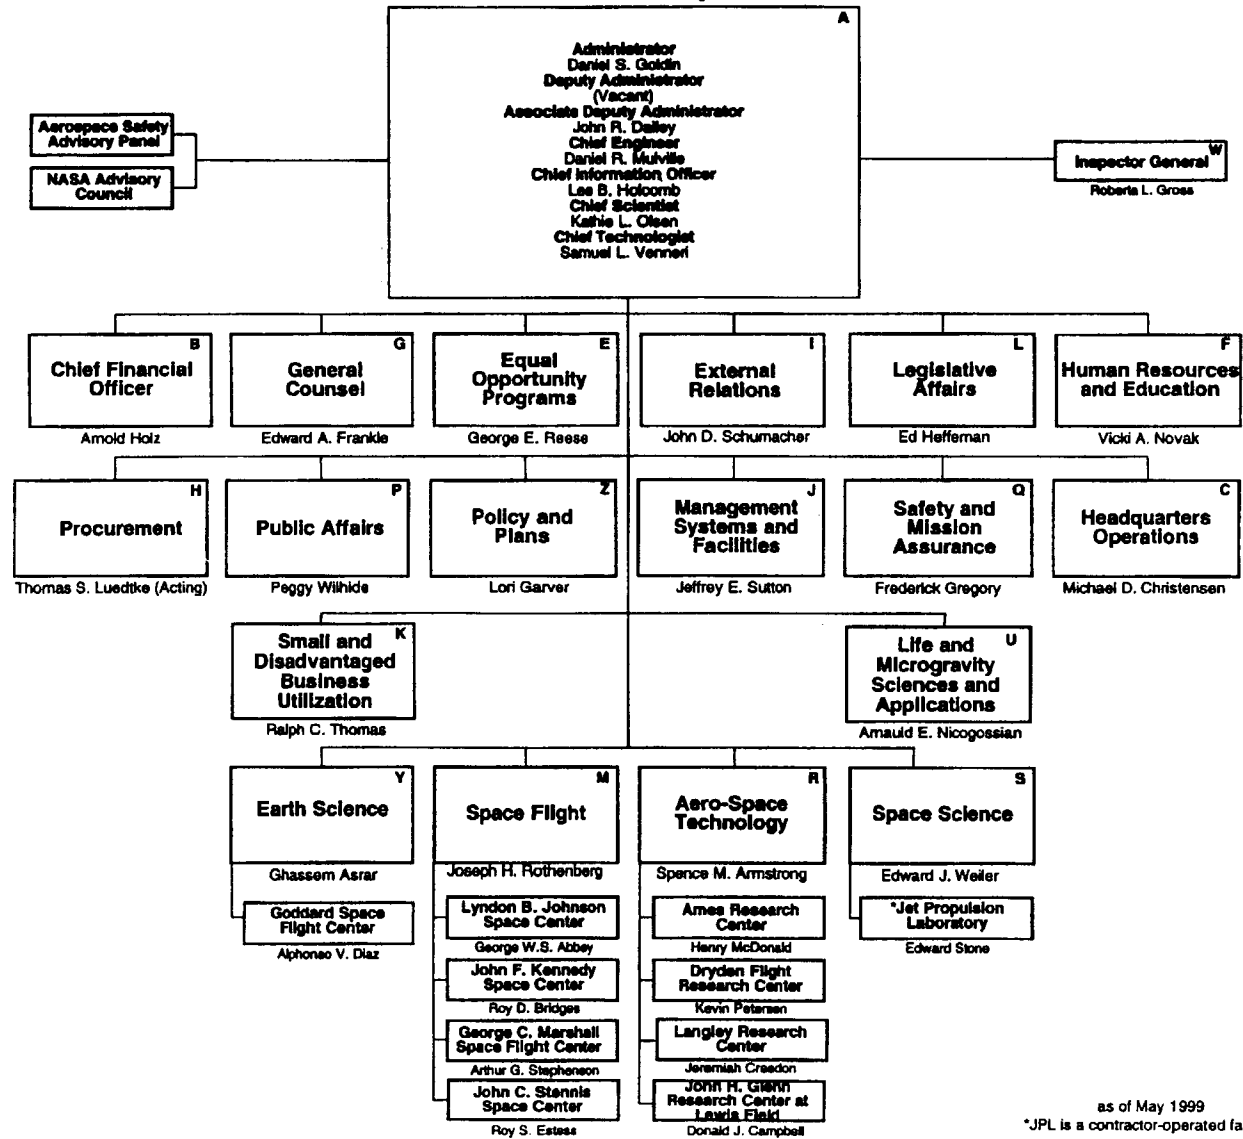 A
Administrator
Daniel S. Goldin
Deputy Administrator
(Vacant)
Associate Deputy Administrator
John R. Dailey
Chief Engineer
Daniel R. Mulville
Chief Information Officer
Lee B. Holcomb
Chief Scientist
Kathie L. Olsen
Chief Technologist
Samuel L. Venneri
Aerospace Safety
Advisory Panel
NASA Advisory
Council
W
Inspector General
Roberta L. Gross
B
Chief Financial
Officer
Arnold Holz
G
General
Counsel
Edward A. Frankle
E
Equal
Opportunity
Programs
George E. Reese
I
External
Relations
John D. Schumacher
L
Legislative
Affairs
Ed Heffernan
F
Human Resources
and Education
Vicki A. Novak
H
Procurement
Thomas S. Luedtke (Acting)
P
Public Affairs
Peggy Wilhide
Z
Policy and
Plans
Lori Garver
J
Management
Systems and
Facilities
Jeffrey E. Sutton
Q
Safety and
Mission
Assurance
Frederick Gregory
C
Headquarters
Operations
Michael D. Christensen
K
Small and
Disadvantaged
Business
Utilization
Ralph C. Thomas
U
Life and
Microgravity
Sciences and
Applications
Arnauld E. Nicogossian
Y
Earth Science
Ghassem Asrar
Goddard Space
Flight Center
Alphonso V. Diaz
M
Space Flight
Joseph H. Rothenberg
Lyndon B. Johnson
Space Center
George W.S. Abbey
John F. Kennedy
Space Center
Roy D. Bridges
George C. Marshall
Space Flight Center
Arthur G. Stephenson
John C. Stennis
Space Center
Roy S. Estess
R
Aero-Space
Technology
Spence M. Armstrong
Ames Research
Center
Henry McDonald
Dryden Flight
Research Center
Kevin Petersen
Langley Research
Center
Jeremiah Creedon
John H. Glenn
Research Center at
Lewis Field
Donald J. Campbell
S
Space Science
Edward J. Weiler
*Jet Propulsion
Laboratory
Edward Stone
as of May 1999
*JPL is a contractor-operated fa